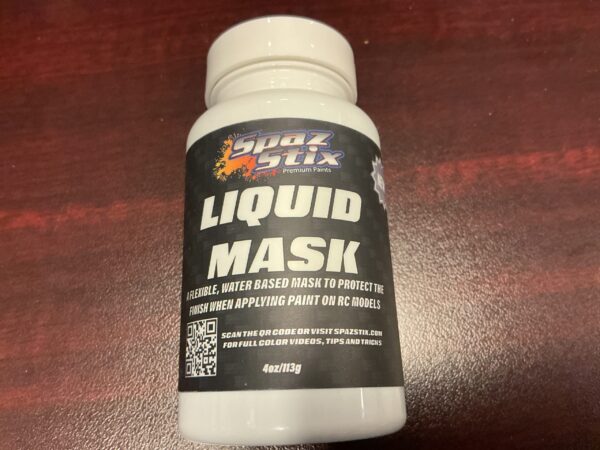 Spaz
Stix
Premium Paints
LIQUID
MASK
A FLEXIBLE, WATER BASED MASK TO PROTECT THE
FINISH WHEN APPLYING PAINT ON RC MODELS
SCAN THE QR CODE OR VISIT SPAZSTIX.COM
FOR FULL COLOR VIDEOS, TIPS AND TRICKS
4oz/113g